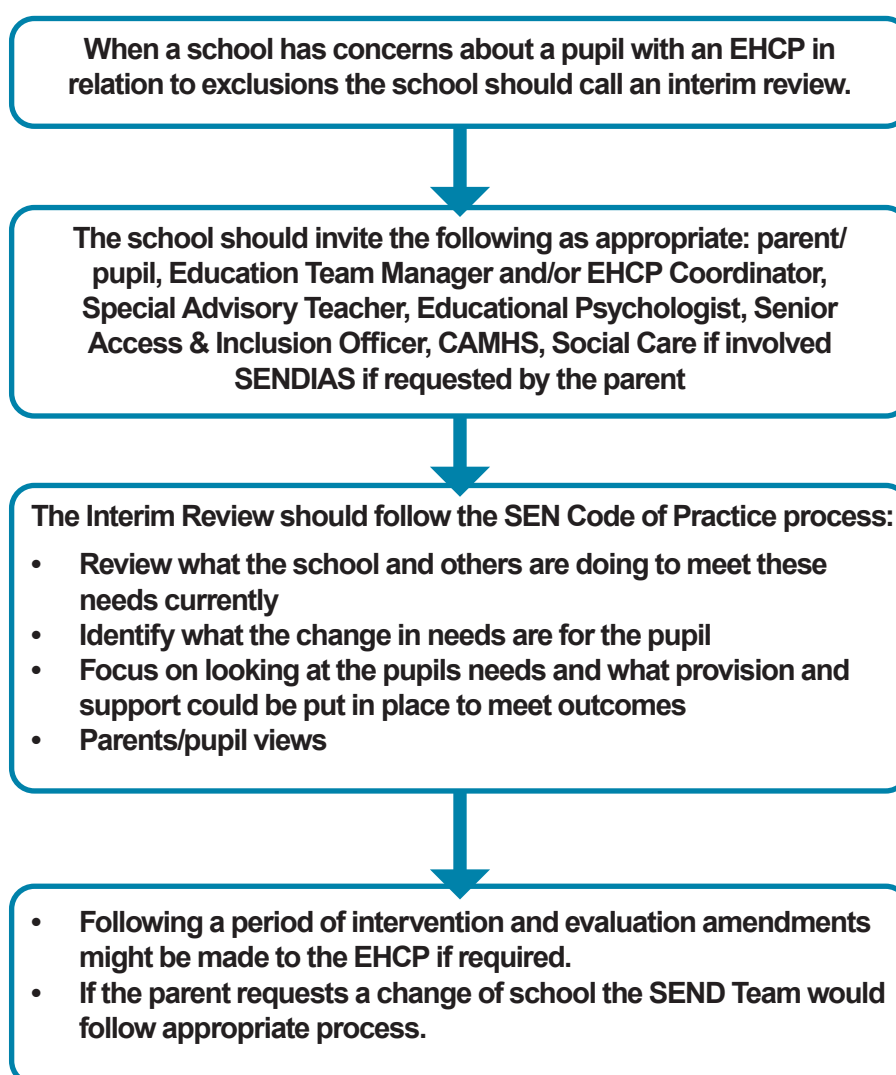 When a school has concerns about a pupil with an EHCP in
relation to exclusions the school should call an interim review.
The school should invite the following as appropriate: parent/
pupil, Education Team Manager and/or EHCP Coordinator,
Special Advisory Teacher, Educational Psychologist, Senior
Access & Inclusion Officer, CAMHS, Social Care if involved
SENDIAS if requested by the parent
The Interim Review should follow the SEN Code of Practice process:
• Review what the school and others are doing to meet these
needs currently
• Identify what the change in needs are for the pupil
• Focus on looking at the pupils needs and what provision and
support could be put in place to meet outcomes
• Parents/pupil views
• Following a period of intervention and evaluation amendments
might be made to the EHCP if required.
• If the parent requests a change of school the SEND Team would
follow appropriate process.